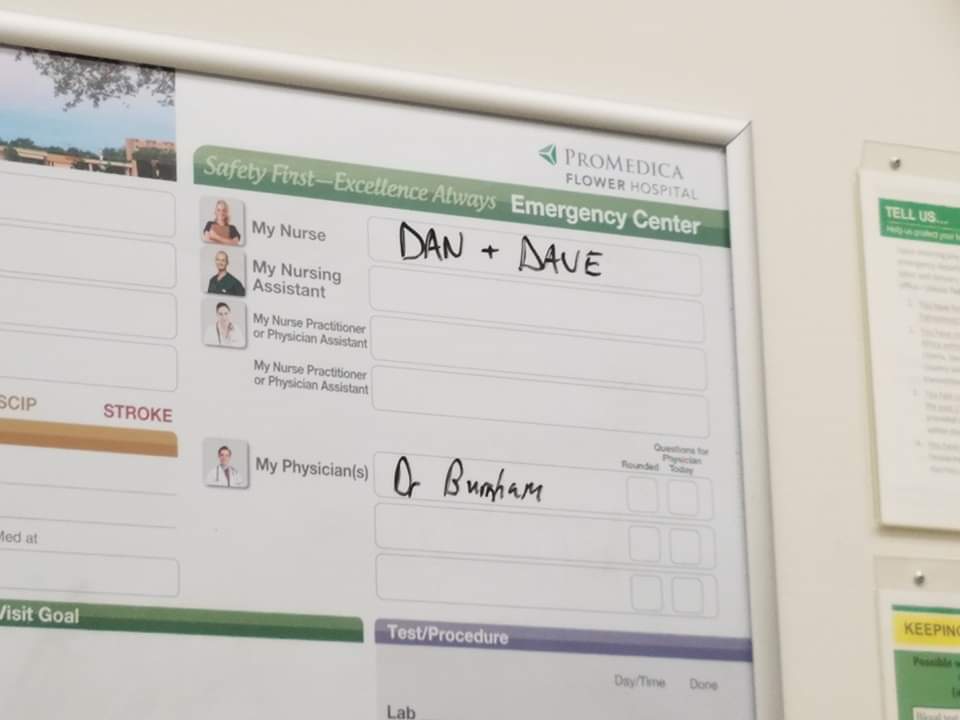 PROMEDICA
FLOWER HOSPITAL
Safety First—Excellence Always Emergency Center
My Nurse DAN + DAVE
My Nursing
Assistant
My Nurse Practitioner
or Physician Assistant
My Nurse Practitioner
or Physician Assistant
SCIP STROKE
Questions for
Physician
Rounded Today
My Physician(s) Dr Burnham
Med at
Visit Goal
Test/Procedure
Day/Time Done
Lab
TELL US...
KEEPING
Possible